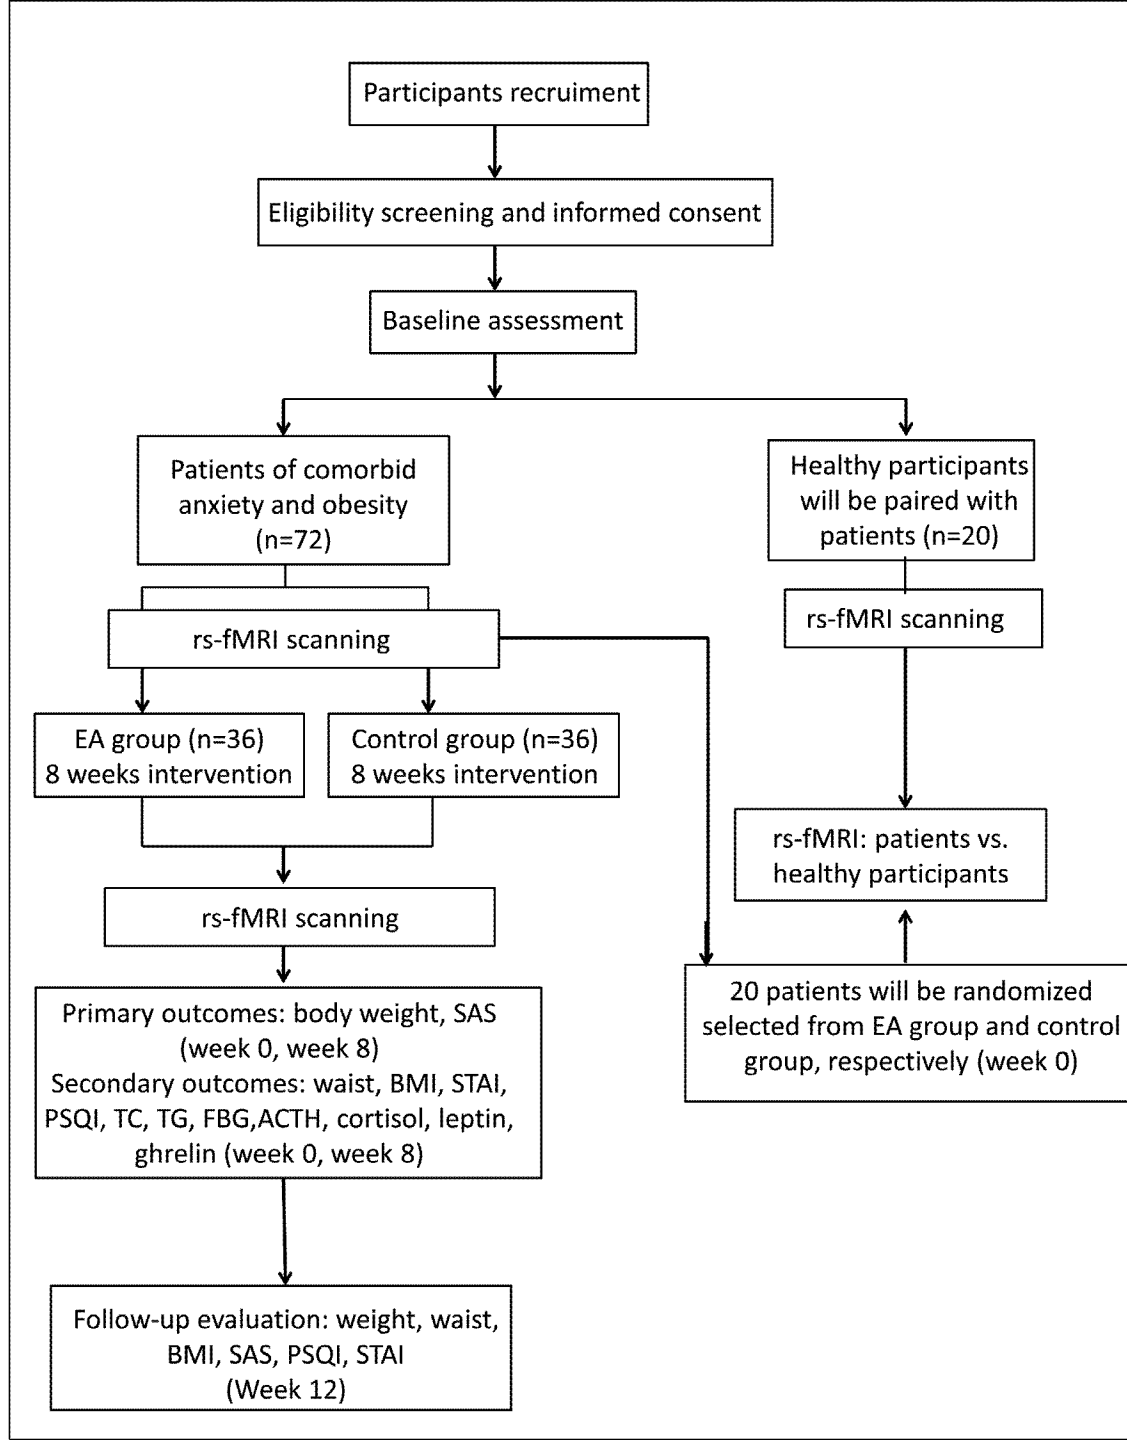 Participants recruiment
Eligibility screening and informed consent
Baseline assessment
Patients of comorbid
anxiety and obesity
(n=72)
Healthy participants
will be paired with
patients (n=20)
rs-fMRI scanning
rs-fMRI scanning
EA group (n=36)
8 weeks intervention
Control group (n=36)
8 weeks intervention
rs-fMRI: patients vs.
healthy participants
rs-fMRI scanning
20 patients will be randomized
selected from EA group and control
group, respectively (week 0)
Primary outcomes: body weight, SAS
(week 0, week 8)
Secondary outcomes: waist, BMI, STAI,
PSQI, TC, TG, FBG,ACTH, cortisol, leptin,
ghrelin (week 0, week 8)
Follow-up evaluation: weight, waist,
BMI, SAS, PSQI, STAI
(Week 12)